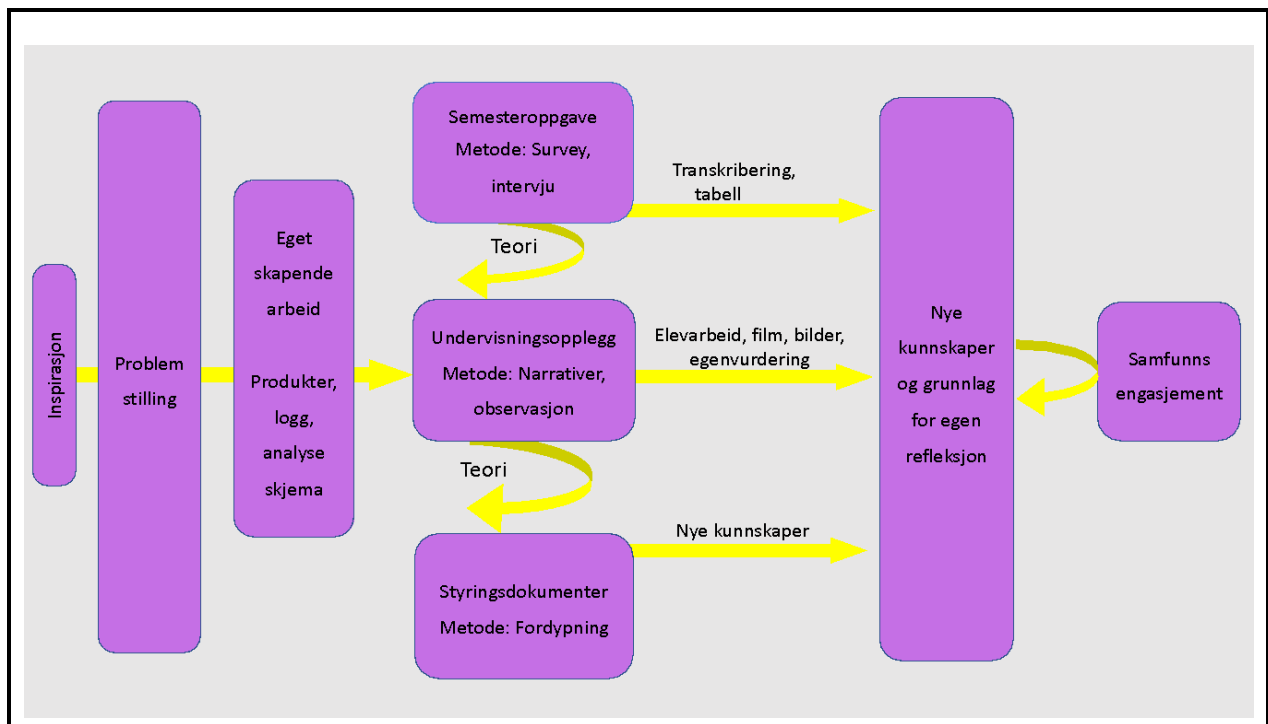 Inspirasjon
Problem
stilling
Eget
skapende
arbeid
Produkter,
logg,
analyse
skjema
Semesteroppgave
Metode: Survey,
intervju
Transkribering,
tabell
Teori
Undervisningsopplegg
Metode: Narrativer,
observasjon
Elevarbeid, film, bilder,
egenvurdering
Teori
Styringsdokumenter
Metode: Fordypning
Nye kunnskaper
Nye
kunnskaper
og grunnlag
for egen
refleksjon
Samfunns
engasjement